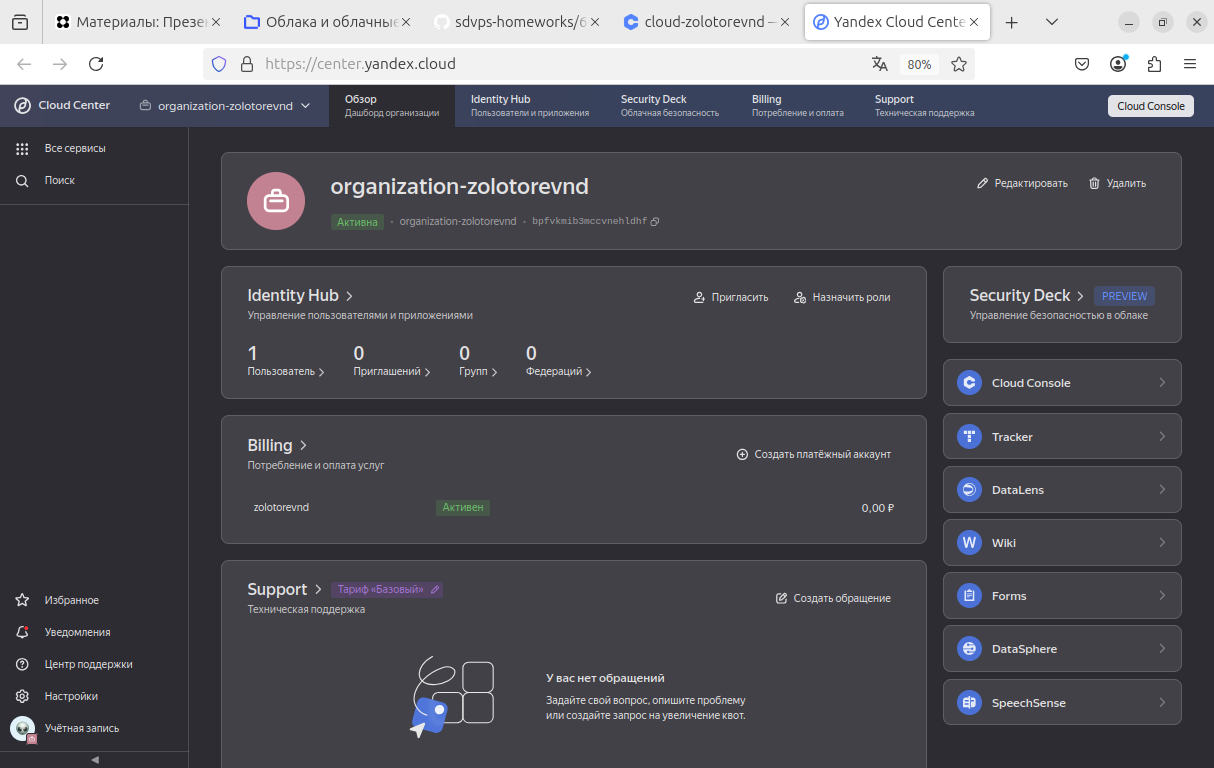 Материалы: Презен
Облака и облачные
sdvps-homeworks/6
cloud-zolotorevnd —
Yandex Cloud Cente
https://center.yandex.cloud
80%
Cloud Center
organization-zolotorevnd
Обзор
Дашборд организации
Identity Hub
Пользователи и приложения
Security Deck
Облачная безопасность
Billing
Потребление и оплата
Support
Техническая поддержка
Cloud Console
Все сервисы
Поиск
organization-zolotorevnd
Редактировать
Удалить
Активна · organization-zolotorevnd · bpfvkmib3mccvnehldhf
Identity Hub
Управление пользователями и приложениями
Пригласить
Назначить роли
1
Пользователь
0
Приглашений
0
Групп
0
Федераций
Security Deck PREVIEW
Управление безопасностью в облаке
Billing
Потребление и оплата услуг
Создать платёжный аккаунт
zolotorevnd Активен 0,00 ₽
Support Тариф «Базовый»
Техническая поддержка
Создать обращение
У вас нет обращений
Задайте свой вопрос, опишите проблему
или создайте запрос на увеличение квот.
Cloud Console
Tracker
DataLens
Wiki
Forms
DataSphere
SpeechSense
Избранное
Уведомления
Центр поддержки
Настройки
Учётная запись